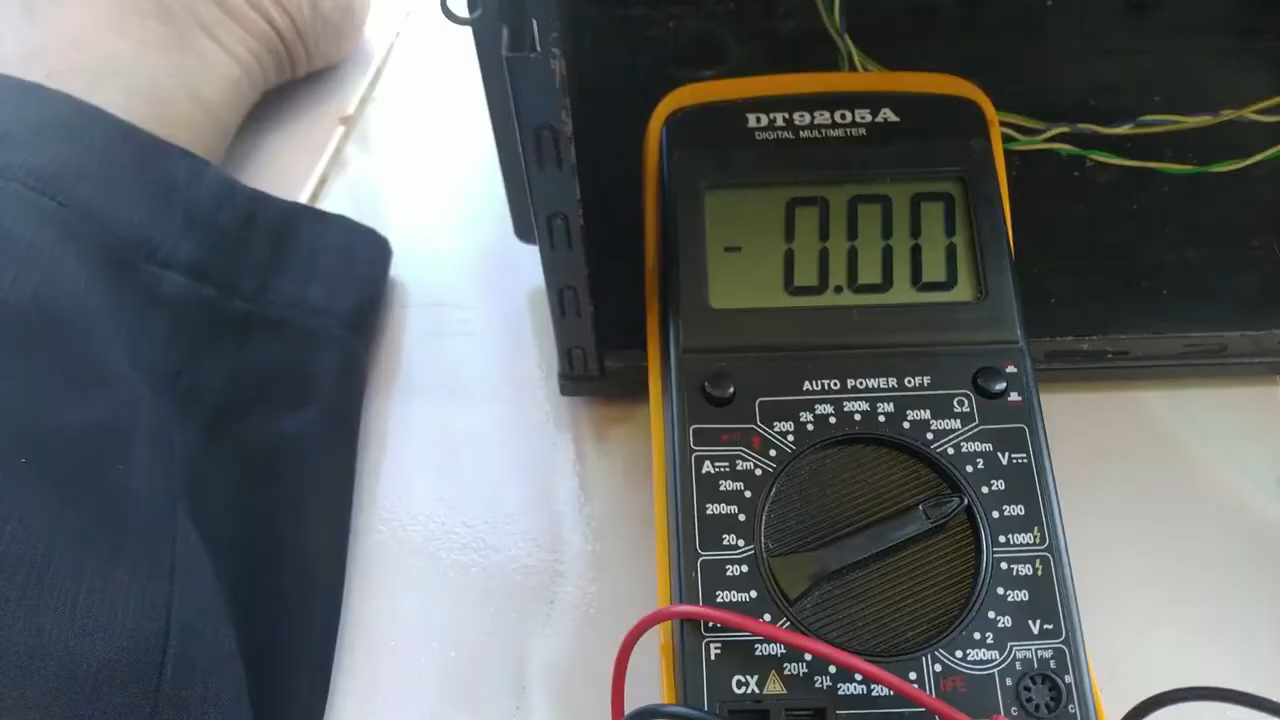 DT9205A
DIGITAL MULTIMETER
- 0.00
AUTO POWER OFF
200 2k 20k 200k 2M 20M 200M Ω
A⎓ 2m
20m
200m
20
200m V⎓
2
20
200
1000
20
200m
750
200
20 V~
2
200m
F 200µ 20µ 2µ 200n 20n
CX
hFE
NPN PNP
E E
B B
C C